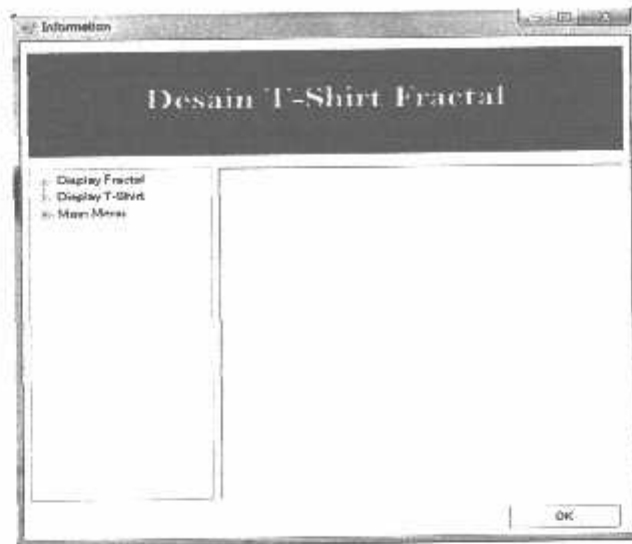 Information
Desain T-Shirt Fractal
Display Fractal
Display T-Shirt
Main Menu
OK